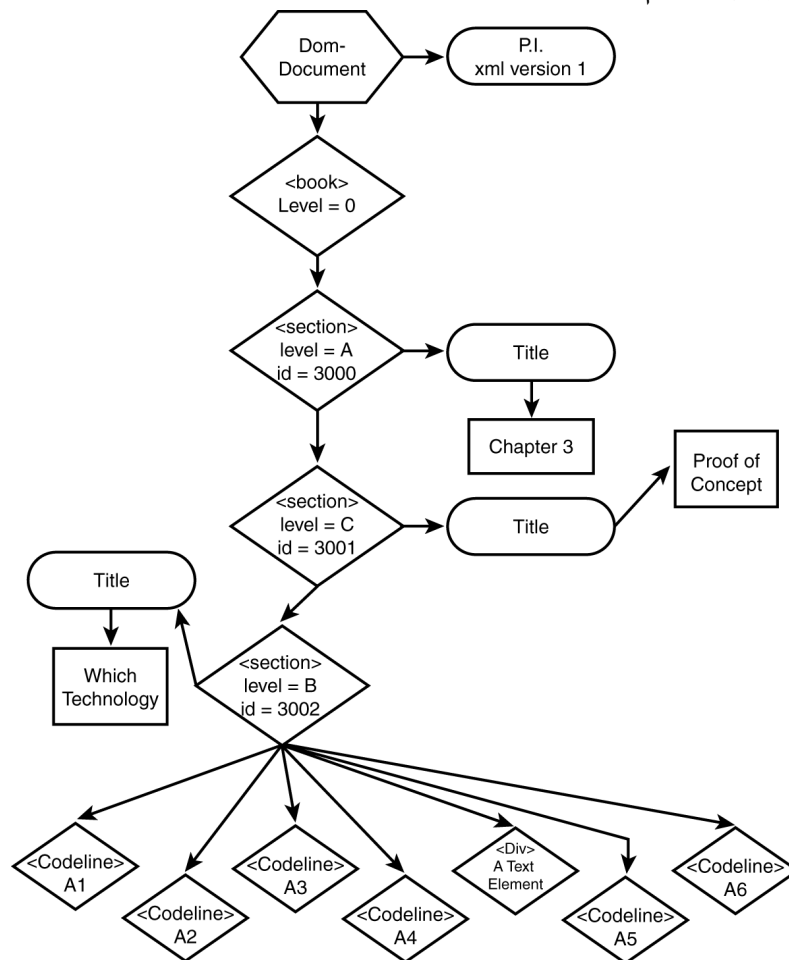 Dom-
Document
P.I.
xml version 1
<book>
Level = 0
<section>
level = A
id = 3000
Title
Chapter 3
<section>
level = C
id = 3001
Title
Proof of
Concept
Title
Which
Technology
<section>
level = B
id = 3002
<Codeline>
A1
<Codeline>
A2
<Codeline>
A3
<Codeline>
A4
<Div>
A Text
Element
<Codeline>
A5
<Codeline>
A6